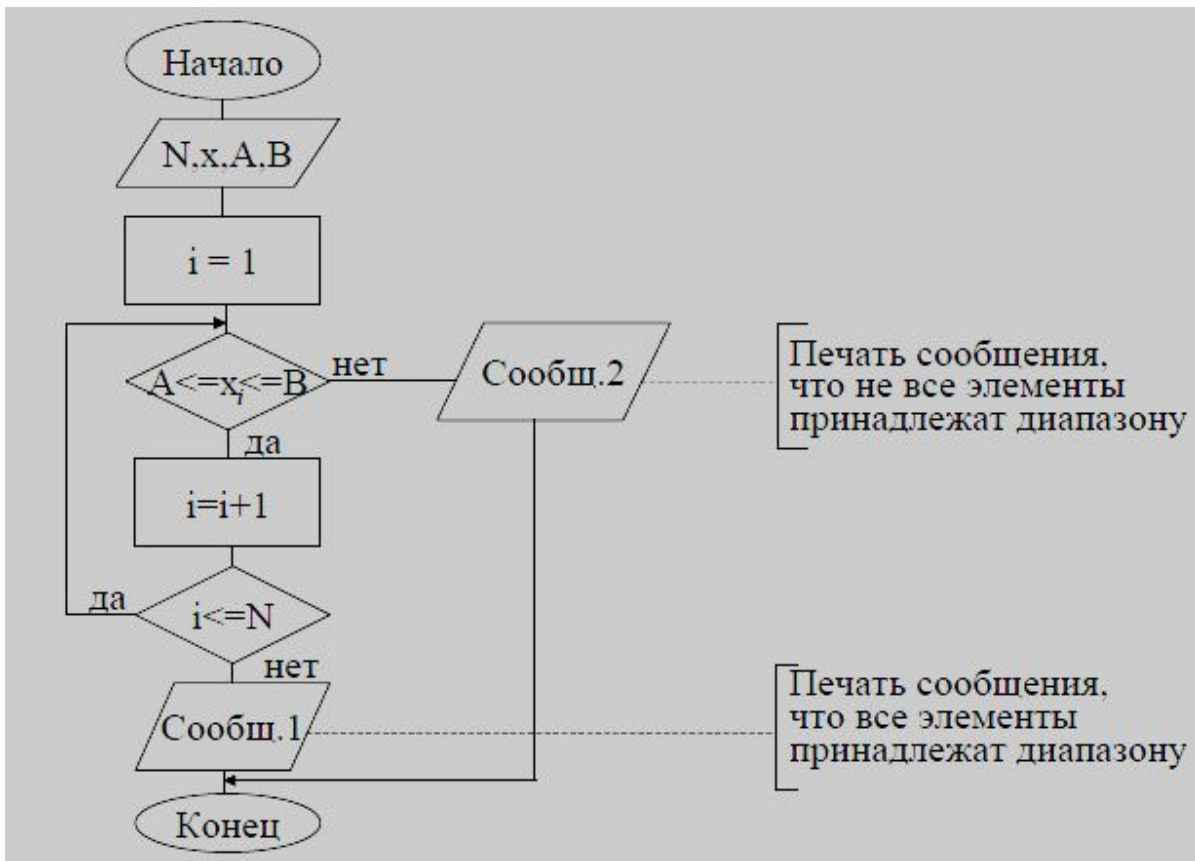 Начало
N,x,A,B
i = 1
A<=xi<=B
нет
Сообщ.2
Печать сообщения,
что не все элементы
принадлежат диапазону
да
i=i+1
да
i<=N
нет
Сообщ.1
Печать сообщения,
что все элементы
принадлежат диапазону
Конец